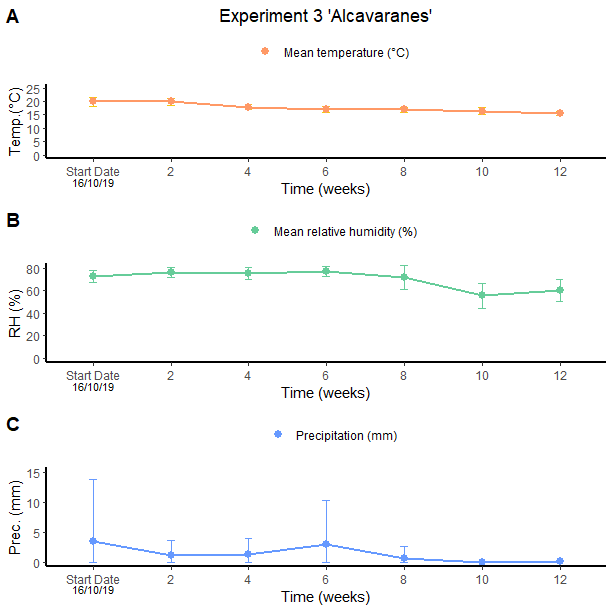 A
Experiment 3 'Alcavaranes'
Mean temperature (°C)
Temp.(°C)
25
20
15
10
5
0
Start Date 2 4 6 8 10 12
16/10/19
Time (weeks)
B
Mean relative humidity (%)
RH (%)
80
60
40
20
0
Start Date 2 4 6 8 10 12
16/10/19
Time (weeks)
C
Precipitation (mm)
Prec. (mm)
15
10
5
0
Start Date 2 4 6 8 10 12
16/10/19
Time (weeks)